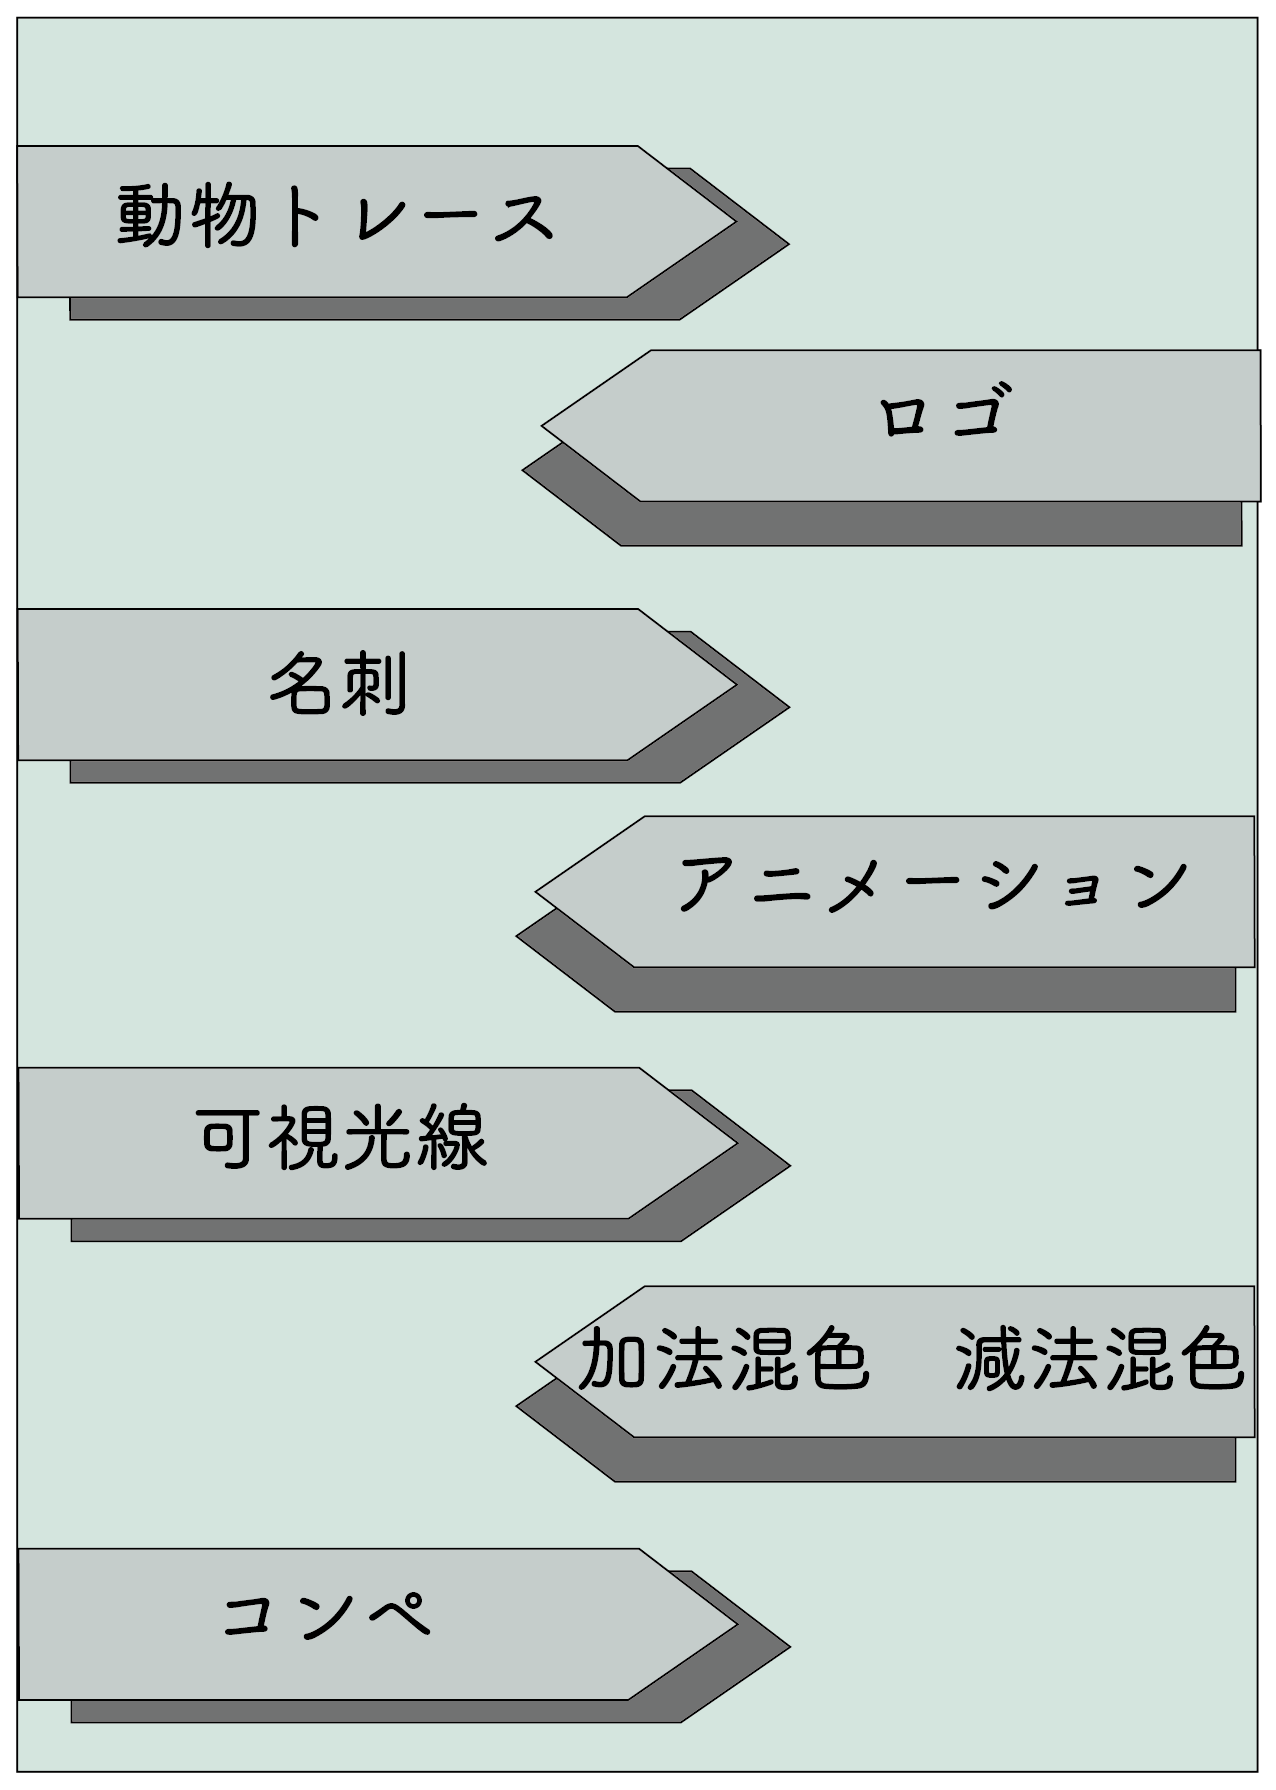 動物トレース
ロゴ
名刺
アニメーション
可視光線
加法混色　減法混色
コンペ